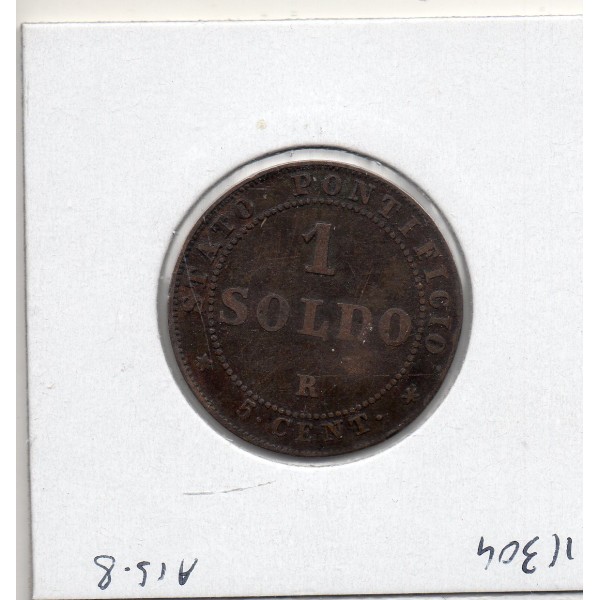 STATO PONTIFICIO
1
SOLDO
R
* 5. CENT. *
A15.8
11304